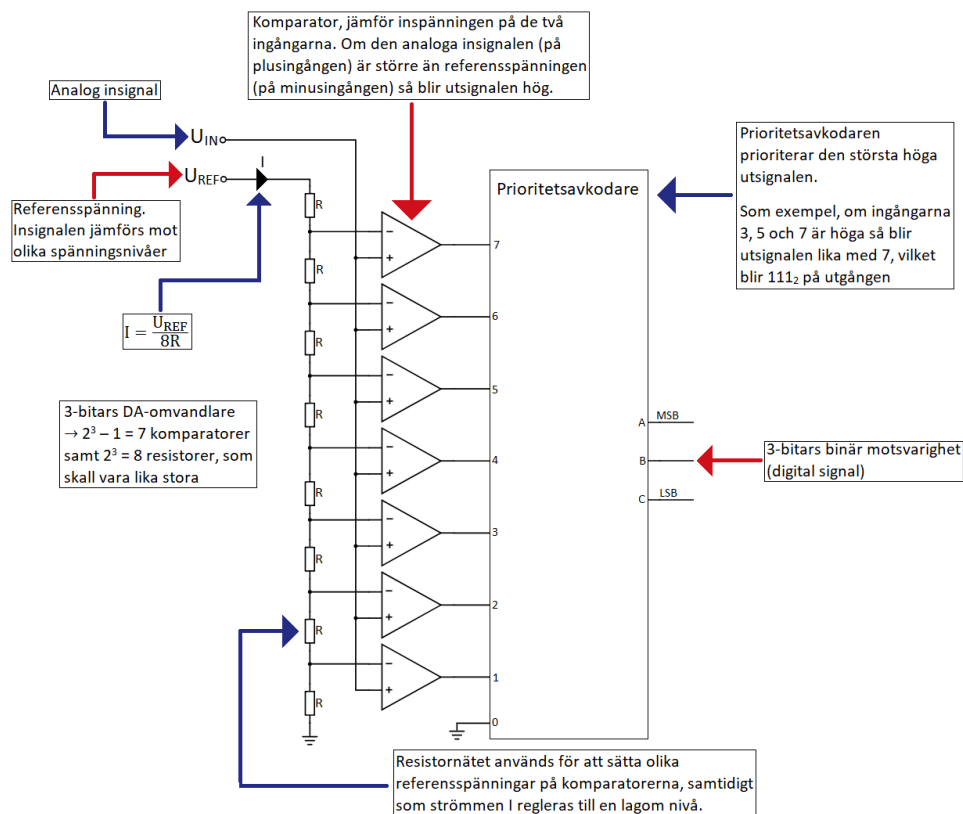 Komparator, jämför inspänningen på de två
ingångarna. Om den analoga insignalen (på
plusingången) är större än referensspänningen
(på minusingången) så blir utsignalen hög.
Analog insignal
U_IN
U_REF
I
Referensspänning.
Insignalen jämförs mot
olika spänningsnivåer
I = U_REF / 8R
Prioritetsavkodaren
prioriterar den största höga
utsignalen.
Som exempel, om ingångarna
3, 5 och 7 är höga så blir
utsignalen lika med 7, vilket
blir 111₂ på utgången
Prioritetsavkodare
R
R
R
R
R
R
R
R
− +
− +
− +
− +
− +
− +
− +
7
6
5
4
3
2
1
0
3-bitars DA-omvandlare
→ 2³ – 1 = 7 komparatorer
samt 2³ = 8 resistorer, som
skall vara lika stora
A MSB
B
C LSB
3-bitars binär motsvarighet
(digital signal)
Resistornätet används för att sätta olika
referensspänningar på komparatorerna, samtidigt
som strömmen I regleras till en lagom nivå.